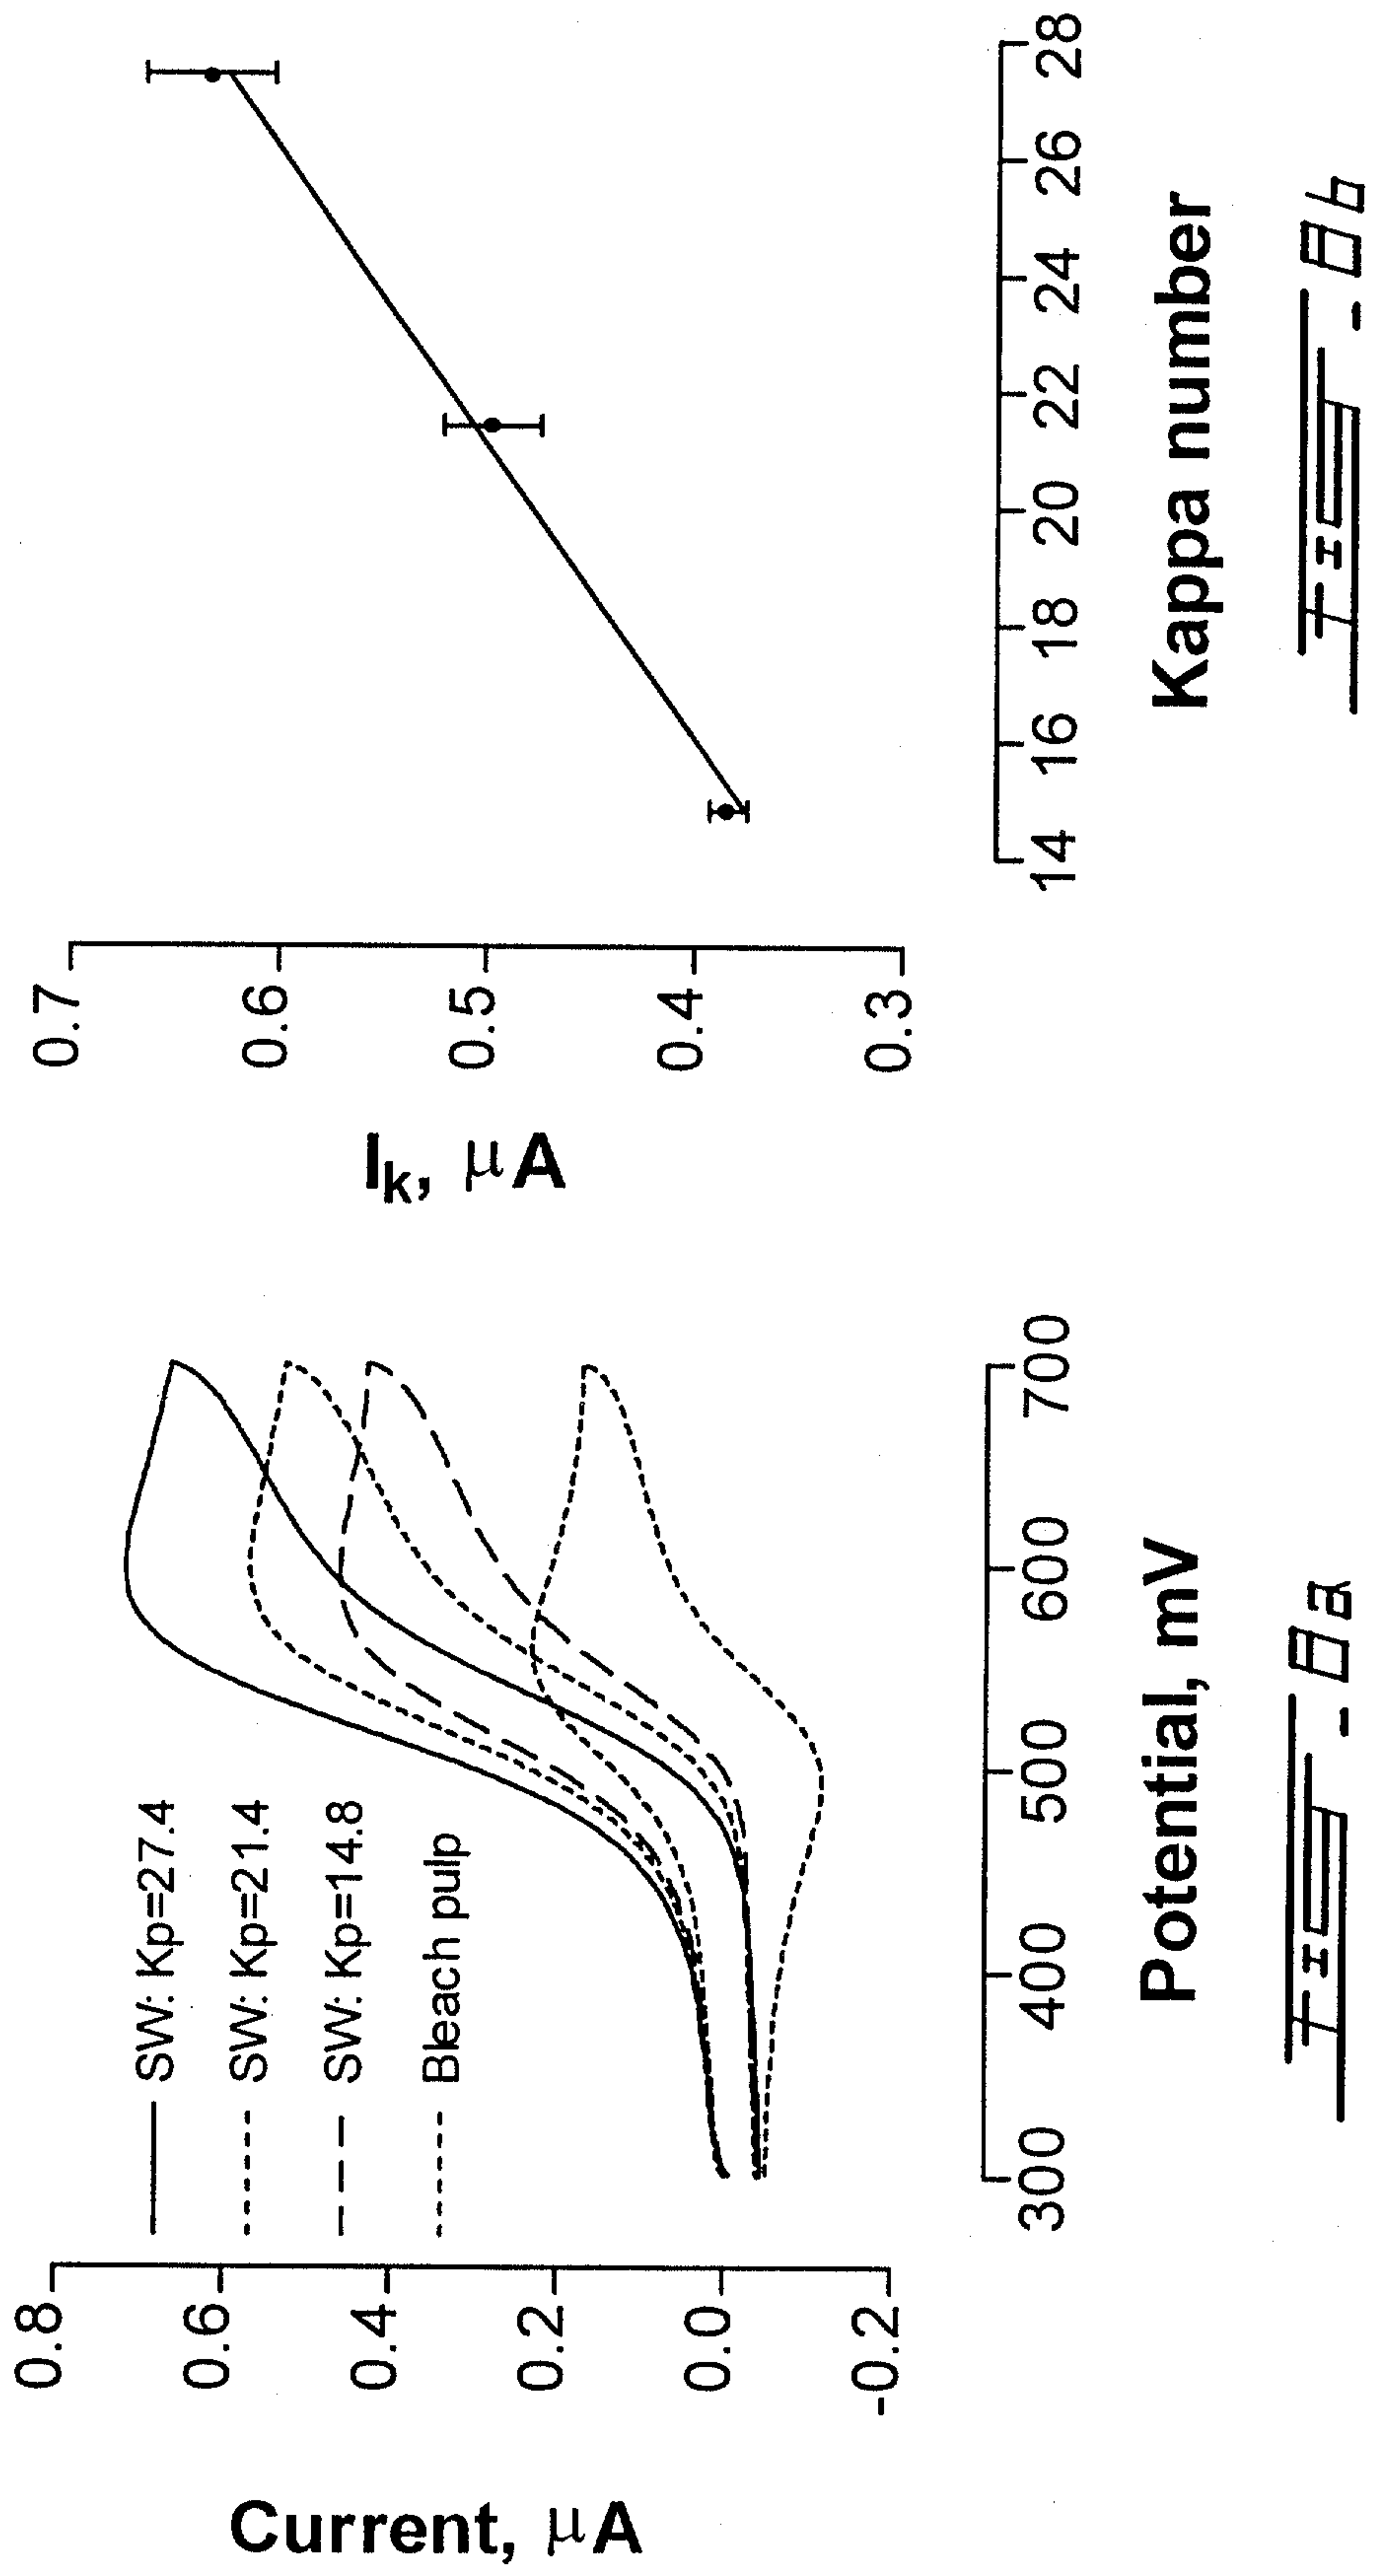 Current, μA
0.8
0.6
0.4
0.2
0.0
-0.2
SW: Kp=27.4
SW: Kp=21.4
SW: Kp=14.8
Bleach pulp
300 400 500 600 700
Potential, mV
FIG-8a
Ik, μA
0.7
0.6
0.5
0.4
0.3
14 16 18 20 22 24 26 28
Kappa number
FIG-8b